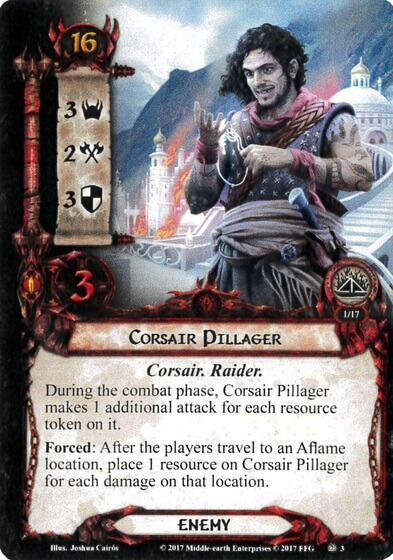 16
3
2
3
3
1/17
Corsair Pillager
Corsair. Raider.
During the combat phase, Corsair Pillager
makes 1 additional attack for each resource
token on it.
Forced: After the players travel to an Aflame
location, place 1 resource on Corsair Pillager
for each damage on that location.
Illus. Joshua Cairós
ENEMY
© 2017 Middle-earth Enterprises © 2017 FFG
3